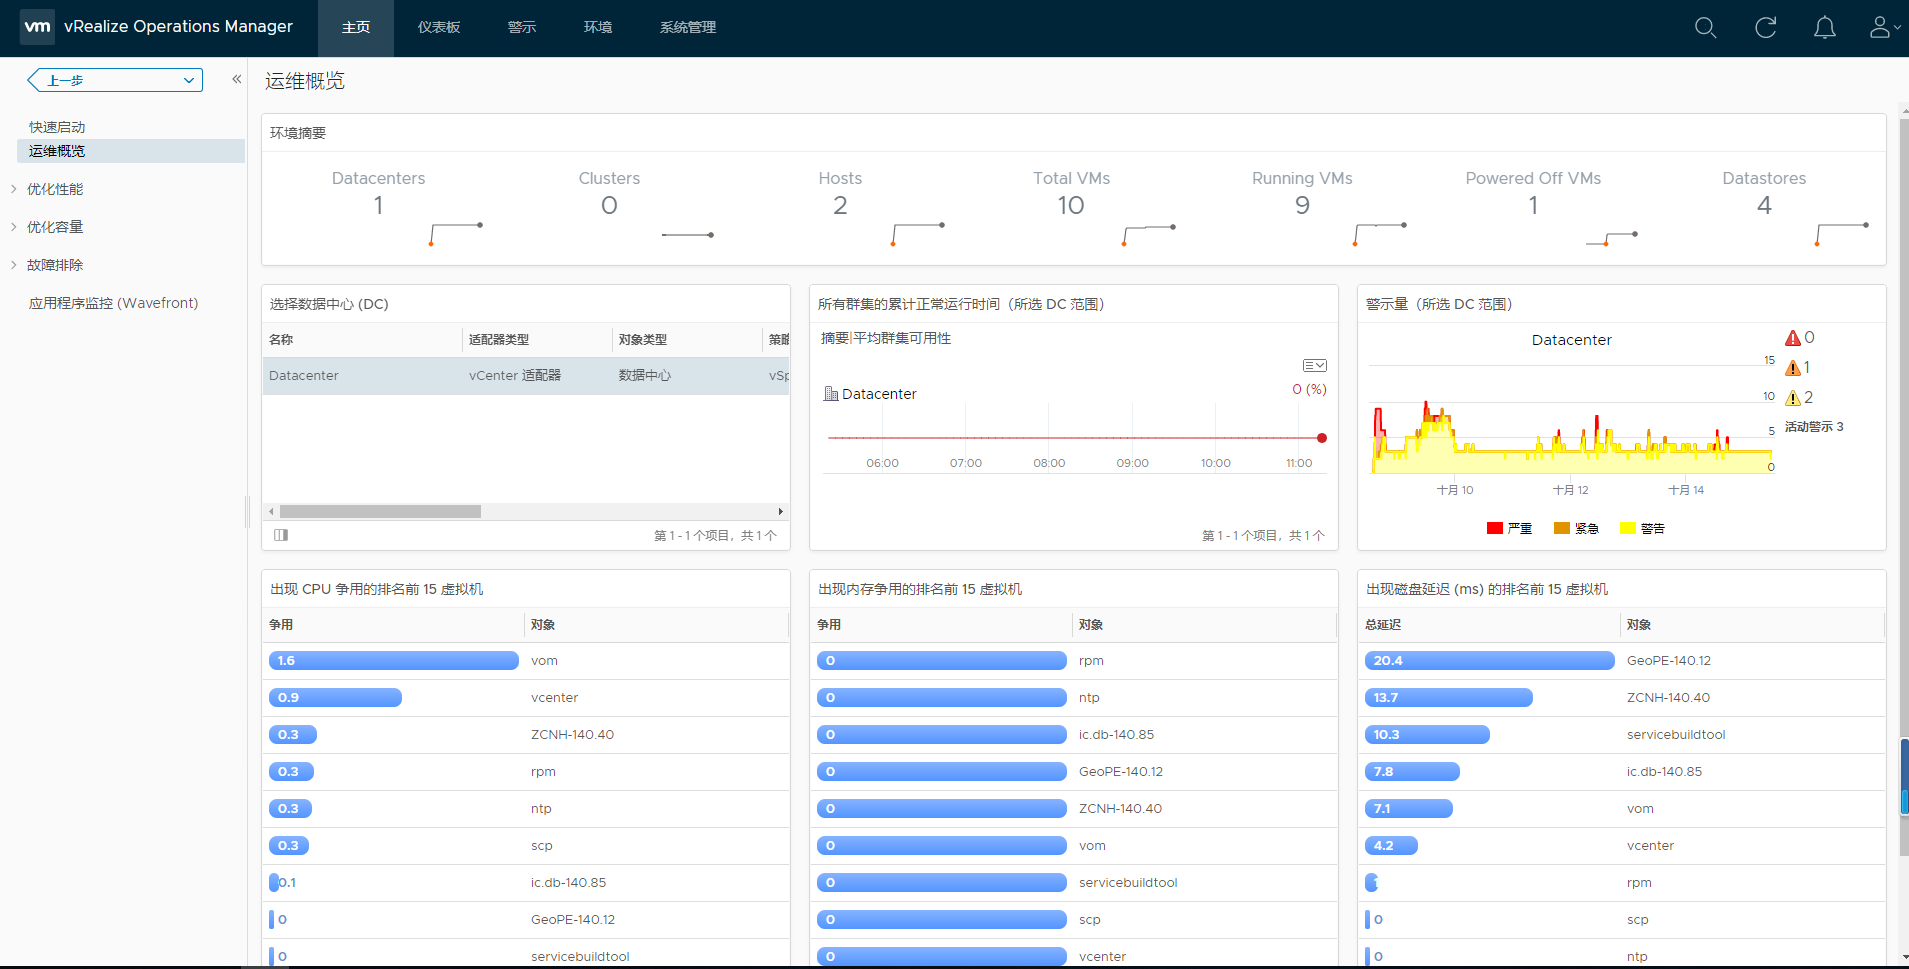 vm vRealize Operations Manager 主页 仪表板 警示 环境 系统管理
上一步
快速启动
运维概览
优化性能
优化容量
故障排除
应用程序监控 (Wavefront)
运维概览
环境摘要
Datacenters Clusters Hosts Total VMs Running VMs Powered Off VMs Datastores
1 0 2 10 9 1 4
选择数据中心 (DC)
名称 适配器类型 对象类型 策略
Datacenter vCenter 适配器 数据中心 vSp
第 1 - 1 个项目，共 1 个
所有群集的累计正常运行时间（所选 DC 范围）
摘要|平均群集可用性
Datacenter 0 (%)
06:00 07:00 08:00 09:00 10:00 11:00
第 1 - 1 个项目，共 1 个
警示量（所选 DC 范围）
Datacenter
15
10
5
0
十月 10 十月 12 十月 14
严重 紧急 警告
0
1
2
活动警示 3
出现 CPU 争用的排名前 15 虚拟机
争用 对象
1.6 vom
0.9 vcenter
0.3 ZCNH-140.40
0.3 rpm
0.3 ntp
0.3 scp
0.1 ic.db-140.85
0 GeoPE-140.12
0 servicebuildtool
出现内存争用的排名前 15 虚拟机
争用 对象
0 rpm
0 ntp
0 ic.db-140.85
0 GeoPE-140.12
0 ZCNH-140.40
0 vom
0 servicebuildtool
0 scp
0 vcenter
出现磁盘延迟 (ms) 的排名前 15 虚拟机
总延迟 对象
20.4 GeoPE-140.12
13.7 ZCNH-140.40
10.3 servicebuildtool
7.8 ic.db-140.85
7.1 vom
4.2 vcenter
1 rpm
0 scp
0 ntp